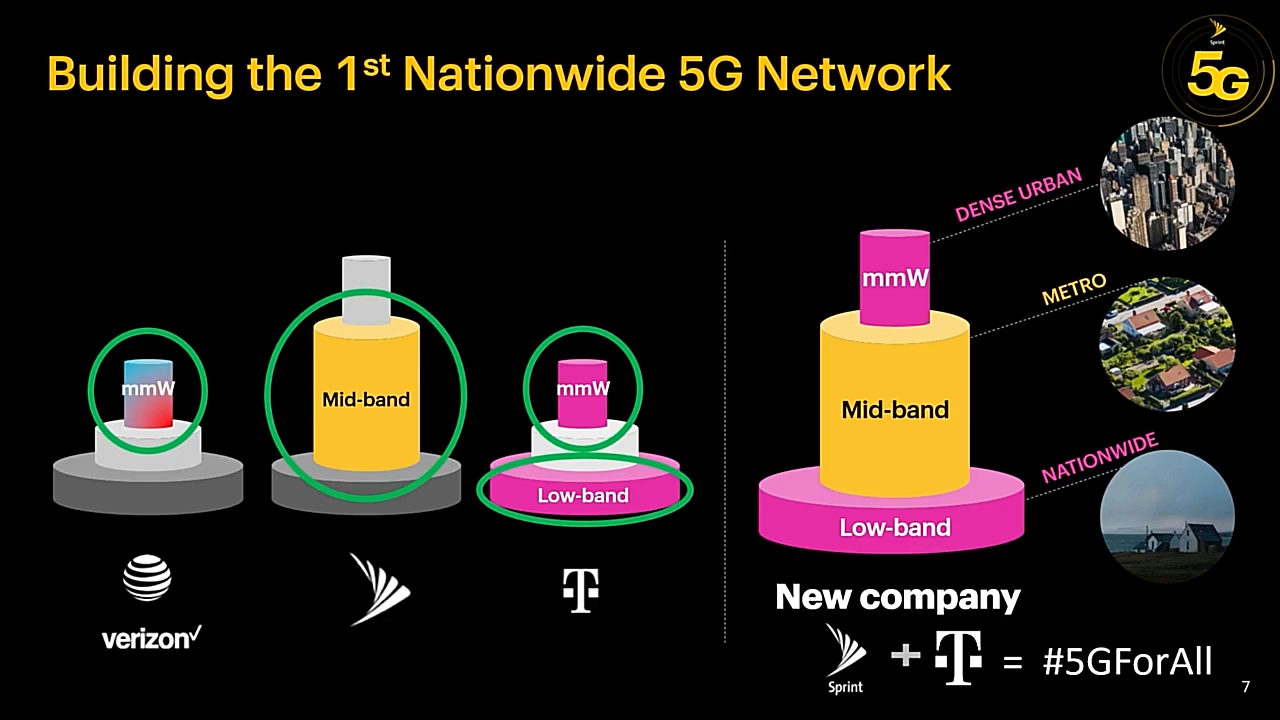 Building the 1st Nationwide 5G Network
Sprint
5G
DENSE URBAN
mmW
METRO
mmW
Mid-band
mmW
Mid-band
NATIONWIDE
Low-band
Low-band
verizon✓
New company
Sprint
+ T = #5GForAll
7